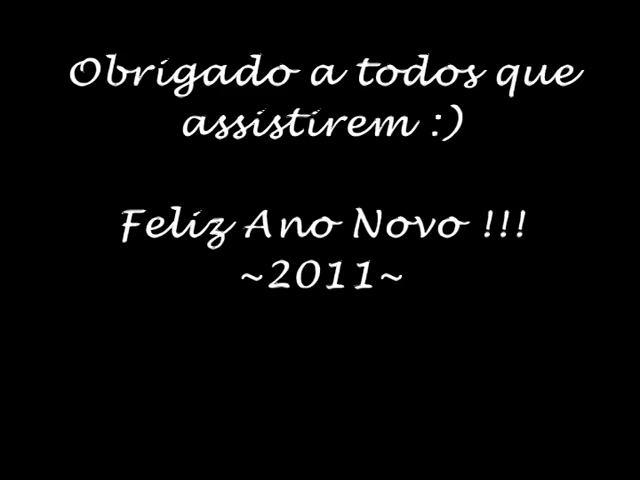 Obrigado a todos que
assistirem :)
Feliz Ano Novo !!!
~2011~